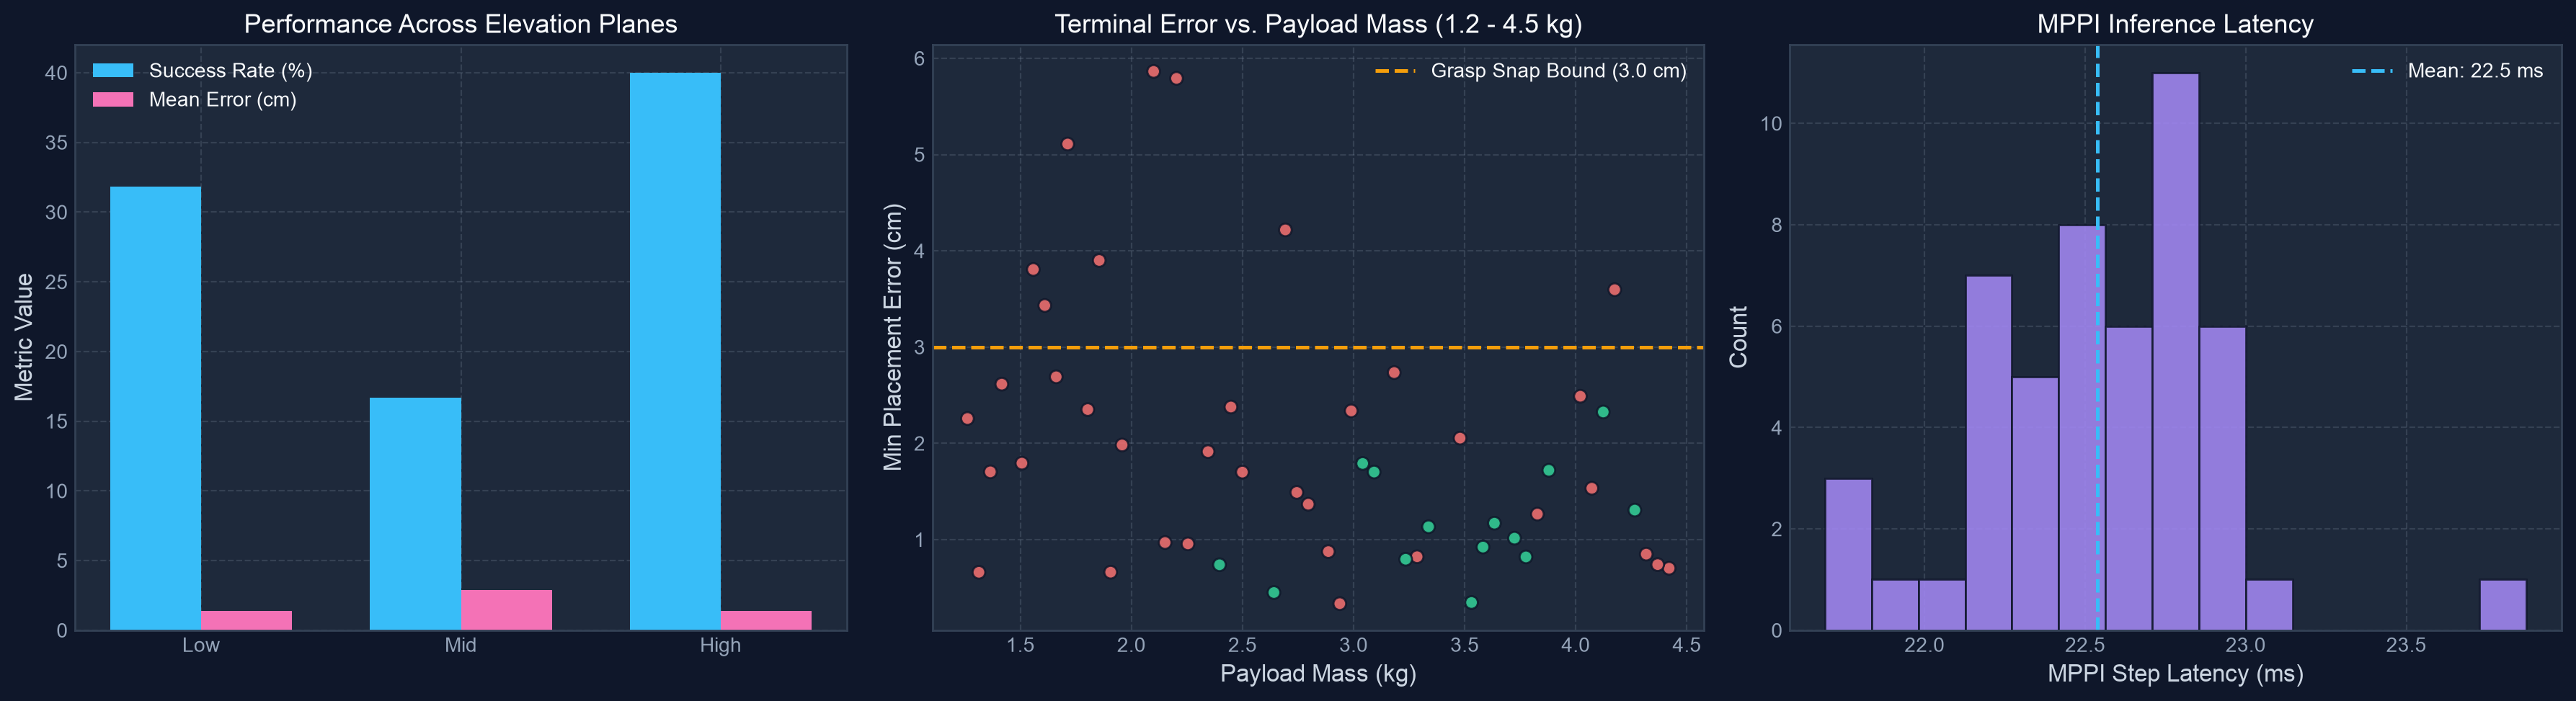 Performance Across Elevation Planes
Success Rate (%)
Mean Error (cm)
Metric Value
40
35
30
25
20
15
10
5
0
Low
Mid
High
Terminal Error vs. Payload Mass (1.2 - 4.5 kg)
Grasp Snap Bound (3.0 cm)
Min Placement Error (cm)
6
5
4
3
2
1
1.5
2.0
2.5
3.0
3.5
4.0
4.5
Payload Mass (kg)
MPPI Inference Latency
Mean: 22.5 ms
Count
10
8
6
4
2
0
22.0
22.5
23.0
23.5
MPPI Step Latency (ms)